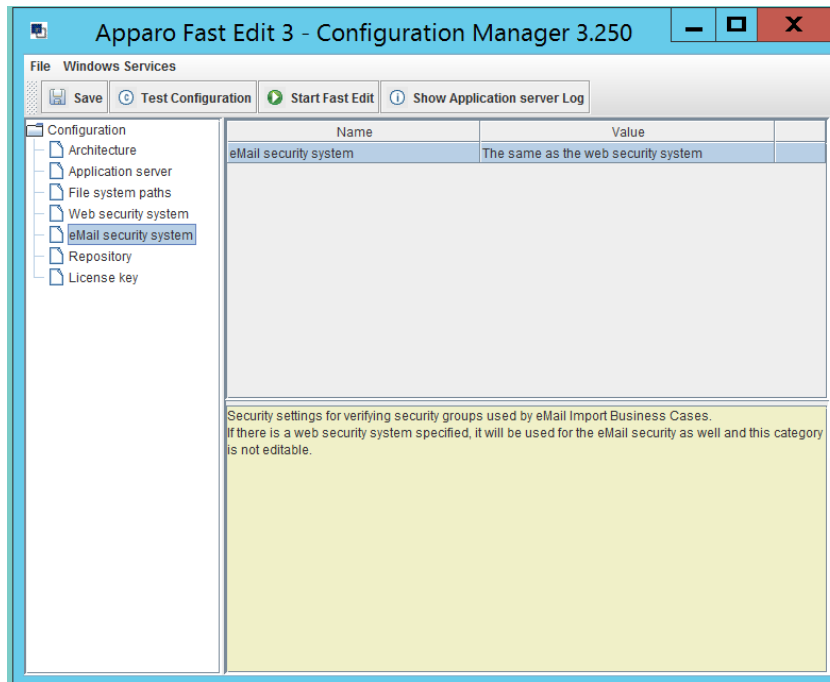 Apparo Fast Edit 3 - Configuration Manager 3.250
File Windows Services
Save Test Configuration Start Fast Edit Show Application server Log
Configuration
Architecture
Application server
File system paths
Web security system
eMail security system
Repository
License key
Name Value
eMail security system The same as the web security system
Security settings for verifying security groups used by eMail Import Business Cases.
If there is a web security system specified, it will be used for the eMail security as well and this category
is not editable.